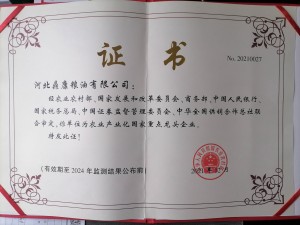 证书
No. 20210027
河北鼎康粮油有限公司：
经农业农村部、国家发展和改革委员会、商务部、中国人民银行、
国家税务总局、中国证券监督管理委员会、中华全国供销合作总社联
合审定，你单位为农业产业化国家重点龙头企业。
特发此证！
（有效期至2024年监测结果公布前）